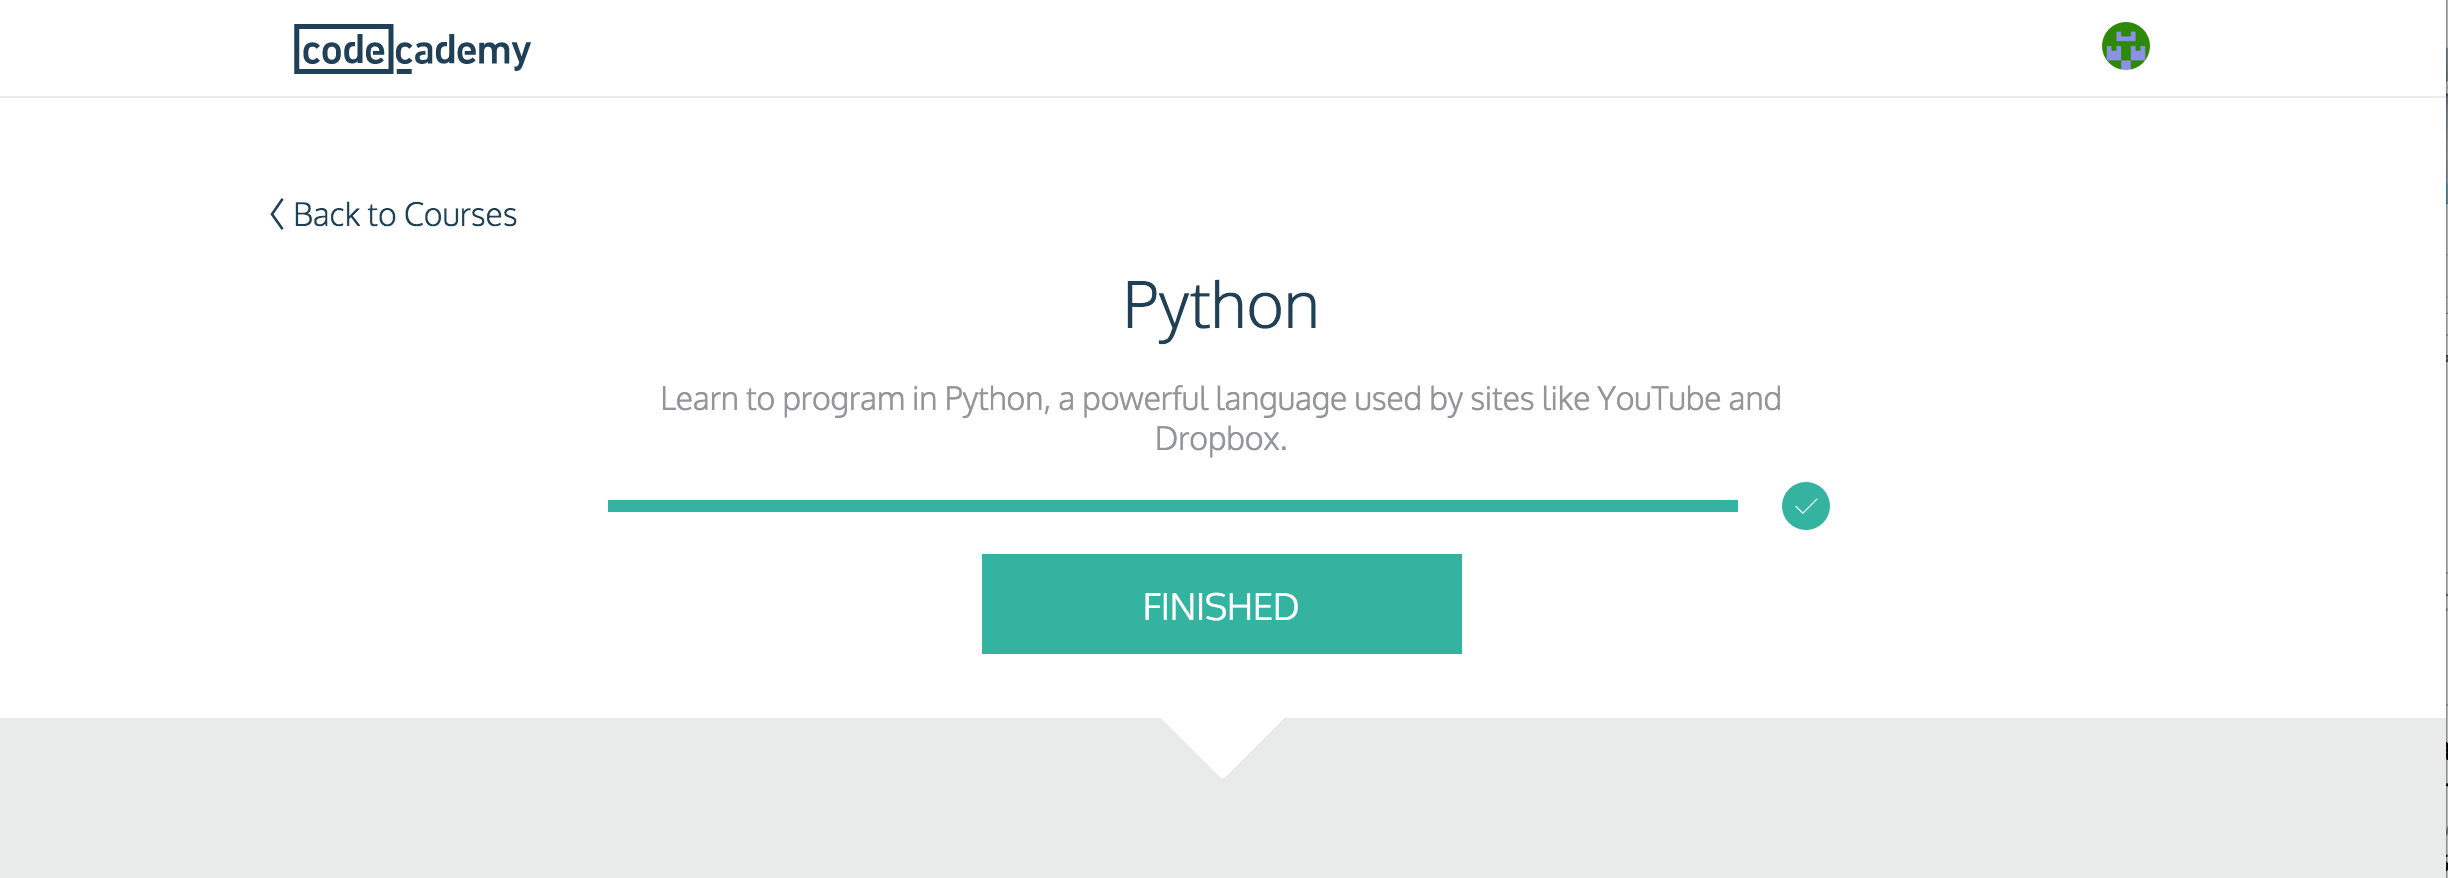 codecademy
Back to Courses
Python
Learn to program in Python, a powerful language used by sites like YouTube and
Dropbox.
FINISHED